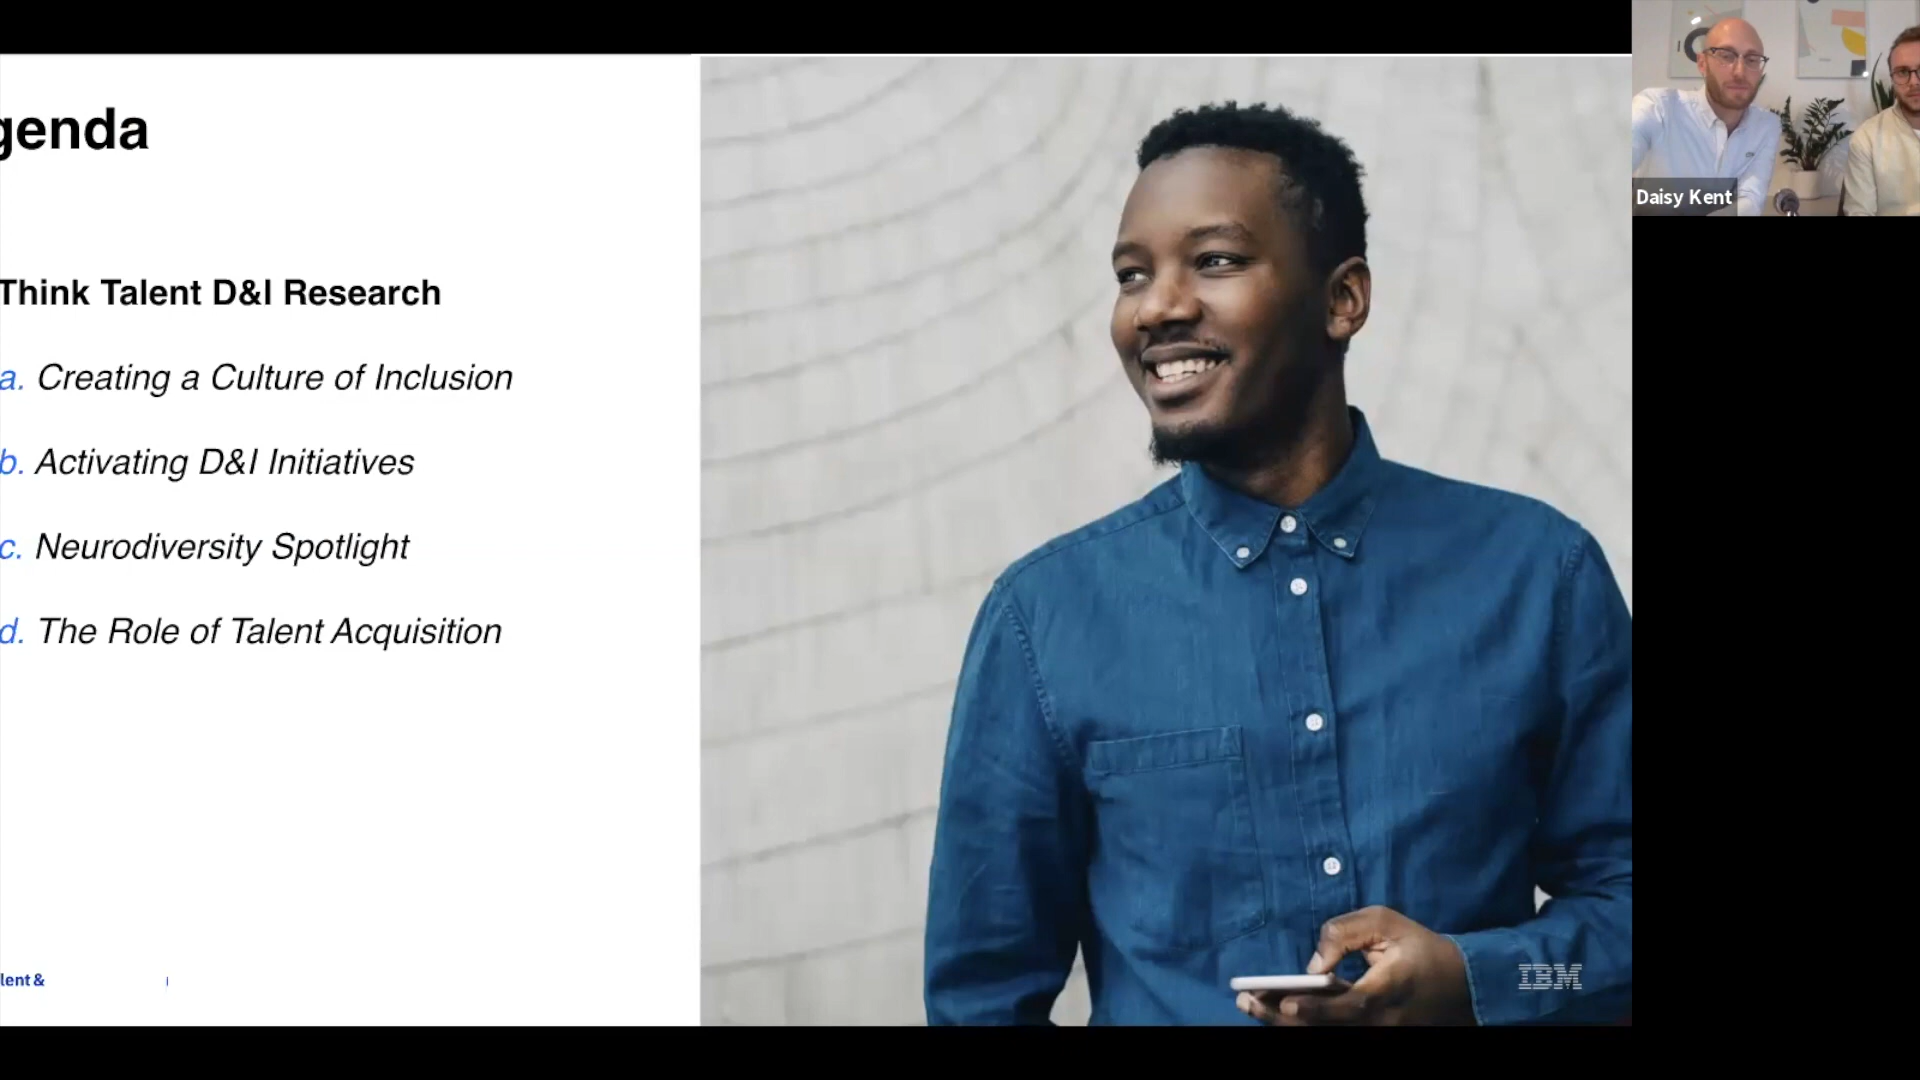 genda
Think Talent D&I Research
a. Creating a Culture of Inclusion
b. Activating D&I Initiatives
c. Neurodiversity Spotlight
d. The Role of Talent Acquisition
lent &
IBM
Daisy Kent